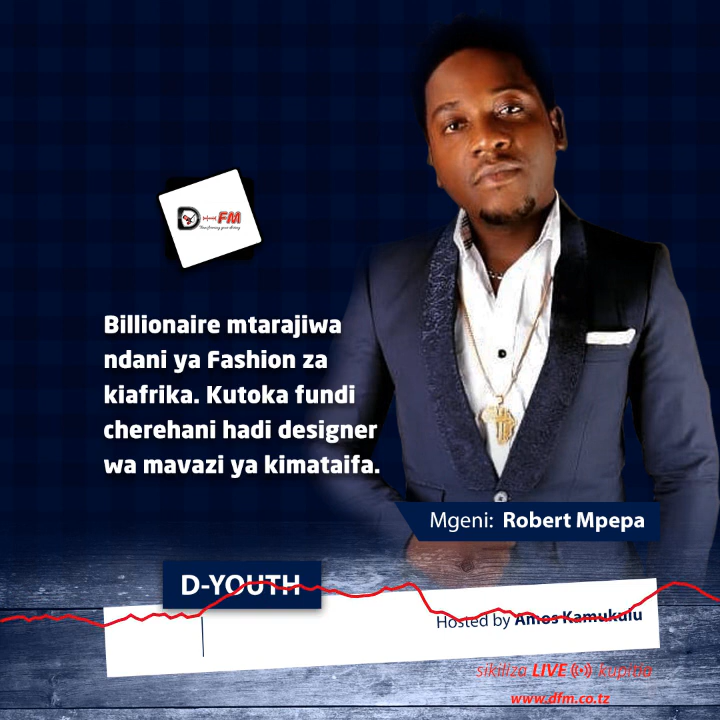 D FM
Billionaire mtarajiwa
ndani ya Fashion za
kiafrika. Kutoka fundi
cherehani hadi designer
wa mavazi ya kimataifa.
Mgeni: Robert Mpepa
D-YOUTH
Hosted by Amos Kamukulu
sikiliza LIVE kupitia
www.dfm.co.tz